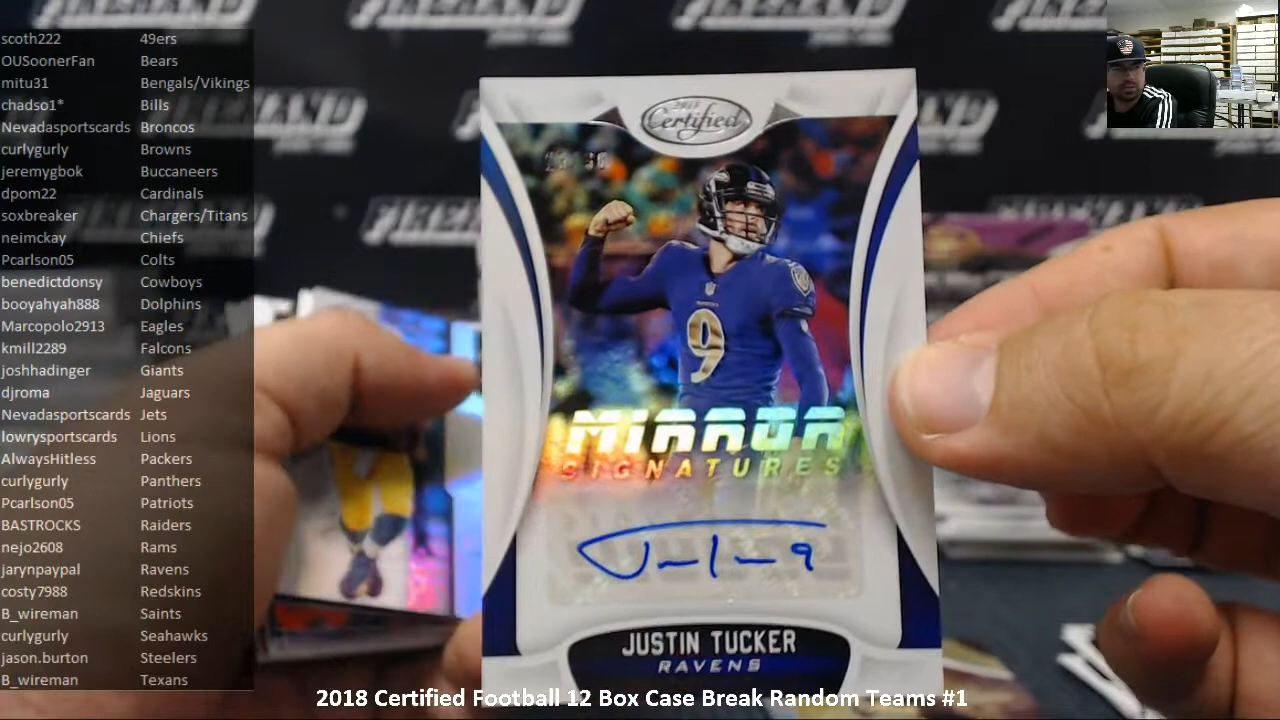 scoth222 49ers
OUSoonerFan Bears
mitu31 Bengals/Vikings
chadso1* Bills
Nevadasportscards Broncos
curlygurly Browns
jeremygbok Buccaneers
dpom22 Cardinals
soxbreaker Chargers/Titans
neimckay Chiefs
Pcarlson05 Colts
benedictdonsy Cowboys
booyahyah888 Dolphins
Marcopolo2913 Eagles
kmill2289 Falcons
joshhadinger Giants
djroma Jaguars
Nevadasportscards Jets
lowrysportscards Lions
AlwaysHitless Packers
curlygurly Panthers
Pcarlson05 Patriots
BASTROCKS Raiders
nejo2608 Rams
jarynpaypal Ravens
costy7988 Redskins
B_wireman Saints
curlygurly Seahawks
jason.burton Steelers
B_wireman Texans
2018
Certified
9
MIRROR
SIGNATURES
JUSTIN TUCKER
RAVENS
2018 Certified Football 12 Box Case Break Random Teams #1